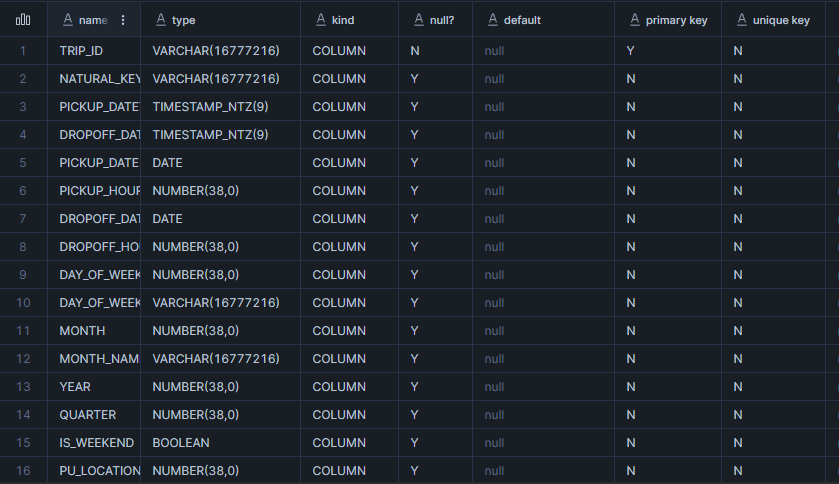 name type kind null? default primary key unique key
1 TRIP_ID VARCHAR(16777216) COLUMN N null Y N
2 NATURAL_KEY VARCHAR(16777216) COLUMN Y null N N
3 PICKUP_DATE TIMESTAMP_NTZ(9) COLUMN Y null N N
4 DROPOFF_DAT TIMESTAMP_NTZ(9) COLUMN Y null N N
5 PICKUP_DATE DATE COLUMN Y null N N
6 PICKUP_HOUR NUMBER(38,0) COLUMN Y null N N
7 DROPOFF_DAT DATE COLUMN Y null N N
8 DROPOFF_HO NUMBER(38,0) COLUMN Y null N N
9 DAY_OF_WEEK NUMBER(38,0) COLUMN Y null N N
10 DAY_OF_WEEK VARCHAR(16777216) COLUMN Y null N N
11 MONTH NUMBER(38,0) COLUMN Y null N N
12 MONTH_NAM VARCHAR(16777216) COLUMN Y null N N
13 YEAR NUMBER(38,0) COLUMN Y null N N
14 QUARTER NUMBER(38,0) COLUMN Y null N N
15 IS_WEEKEND BOOLEAN COLUMN Y null N N
16 PU_LOCATION NUMBER(38,0) COLUMN Y null N N